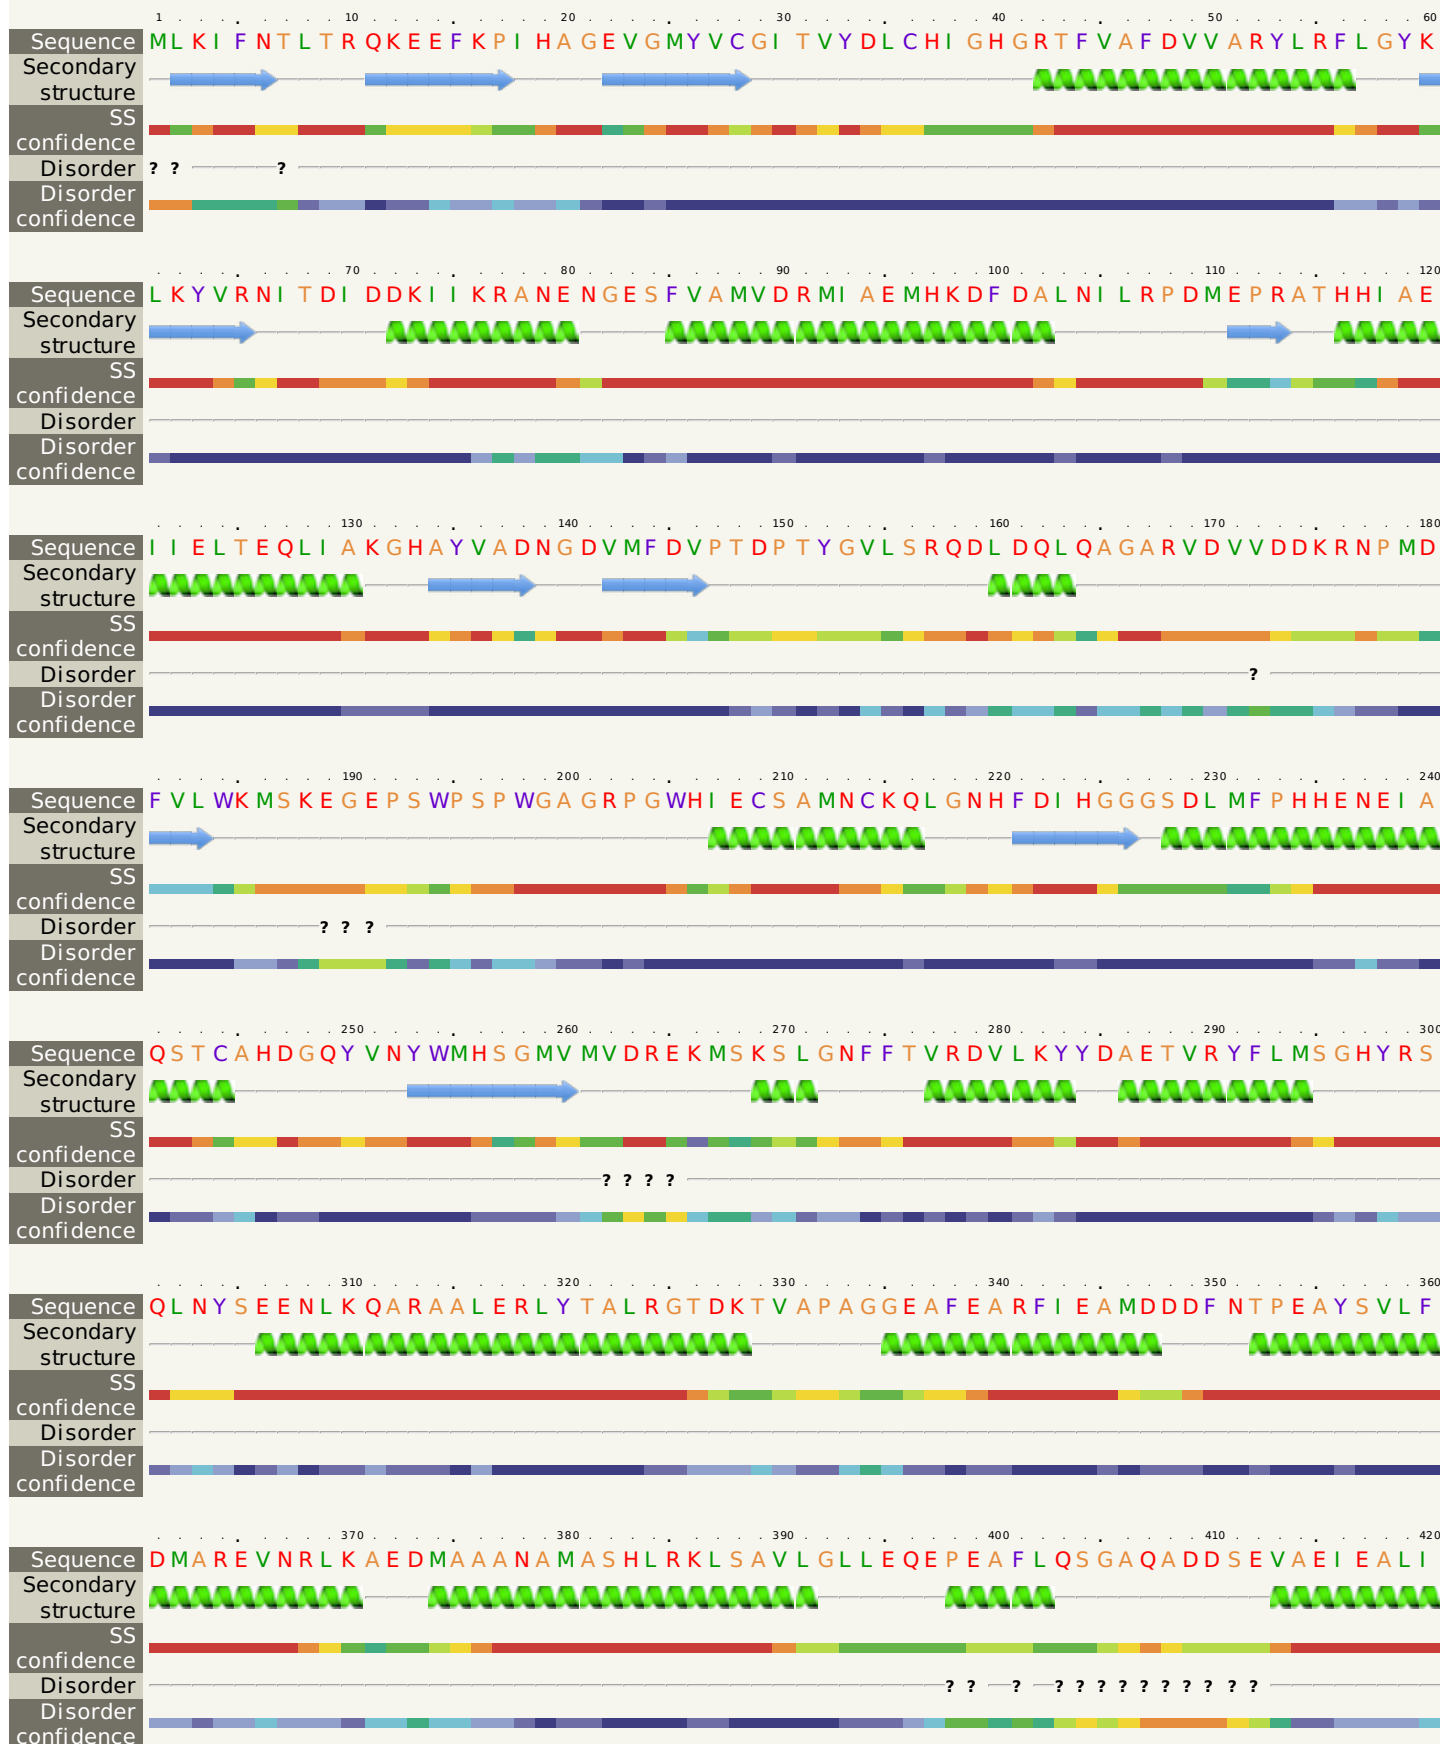 1 10 20 30 40 50 60
Sequence MLKIFNTLTRQKEEFKPIHAGEVGMYVCGITVYDLCHIGHGRTFVAFDVVARYLRFLGYK
Secondary
structure
SS
confidence
Disorder ? ? ?
Disorder
confidence
70 80 90 100 110 120
Sequence LKYVRNITDIDDKIIKRANENGESFVAMVDRMIAEMHKDFDALNILRPDMEPRATHHIAE
Secondary
structure
SS
confidence
Disorder
Disorder
confidence
130 140 150 160 170 180
Sequence IIELTEQLIAKGHAYVADNGDVMFDVPTDPTYGVLSRQDLDQLQAGARVDVVDDKRNPMD
Secondary
structure
SS
confidence
Disorder ?
Disorder
confidence
190 200 210 220 230 240
Sequence FVLWKMSKEGEPSWPSPWGAGRPGWHIECSAMNCKQLGNHFDIHGGGSDLMFPHHENEIA
Secondary
structure
SS
confidence
Disorder ? ? ?
Disorder
confidence
250 260 270 280 290 300
Sequence QSTCAHDGQYVNYWMHSGMVMVDREKMSKSLGNFFTVRDVLKYYDAETVRYFLMSGHYRS
Secondary
structure
SS
confidence
Disorder ? ? ? ?
Disorder
confidence
310 320 330 340 350 360
Sequence QLNYSEENLKQARAALERLYTALRGTDKTVAPAGGEAFEARFIEAMDDDFNTPEAYSVLF
Secondary
structure
SS
confidence
Disorder
Disorder
confidence
370 380 390 400 410 420
Sequence DMAREVNRLKAEDMAAANAMASHLRKLSAVLGLLEQEPEAFLQSGAQADDSEVAEIEALI
Secondary
structure
SS
confidence
Disorder ? ? ? ? ? ? ? ? ? ? ? ? ?
Disorder
confidence